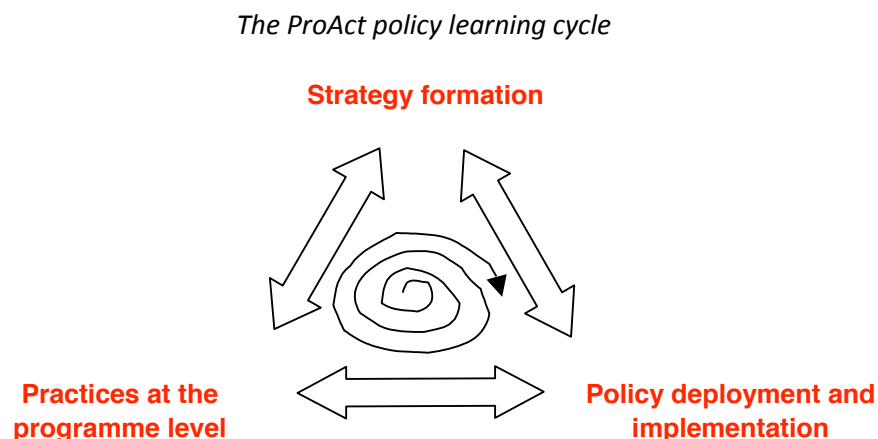 The ProAct policy learning cycle
Strategy formation
Practices at the
programme level
Policy deployment and
implementation